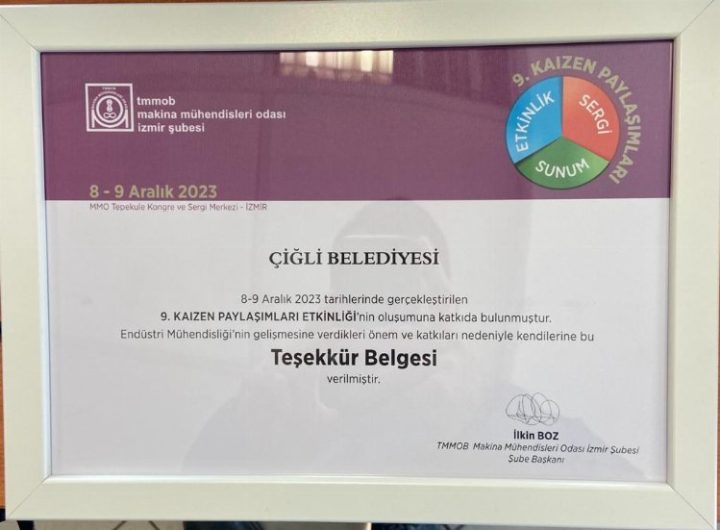 tmmob
makina mühendisleri odası
izmir şubesi
9. KAIZEN PAYLAŞIMLARI
ETKİNLİK
SERGİ
SUNUM
8 - 9 Aralık 2023
MMO Tepekule Kongre ve Sergi Merkezi - İZMİR
ÇİĞLİ BELEDİYESİ
8-9 Aralık 2023 tarihlerinde gerçekleştirilen
9. KAIZEN PAYLAŞIMLARI ETKİNLİĞİ'nin oluşumuna katkıda bulunmuştur.
Endüstri Mühendisliği'nin gelişmesine verdikleri önem ve katkıları nedeniyle kendilerine bu
Teşekkür Belgesi
verilmiştir.
İlkin BOZ
TMMOB Makina Mühendisleri Odası İzmir Şubesi
Şube Başkanı